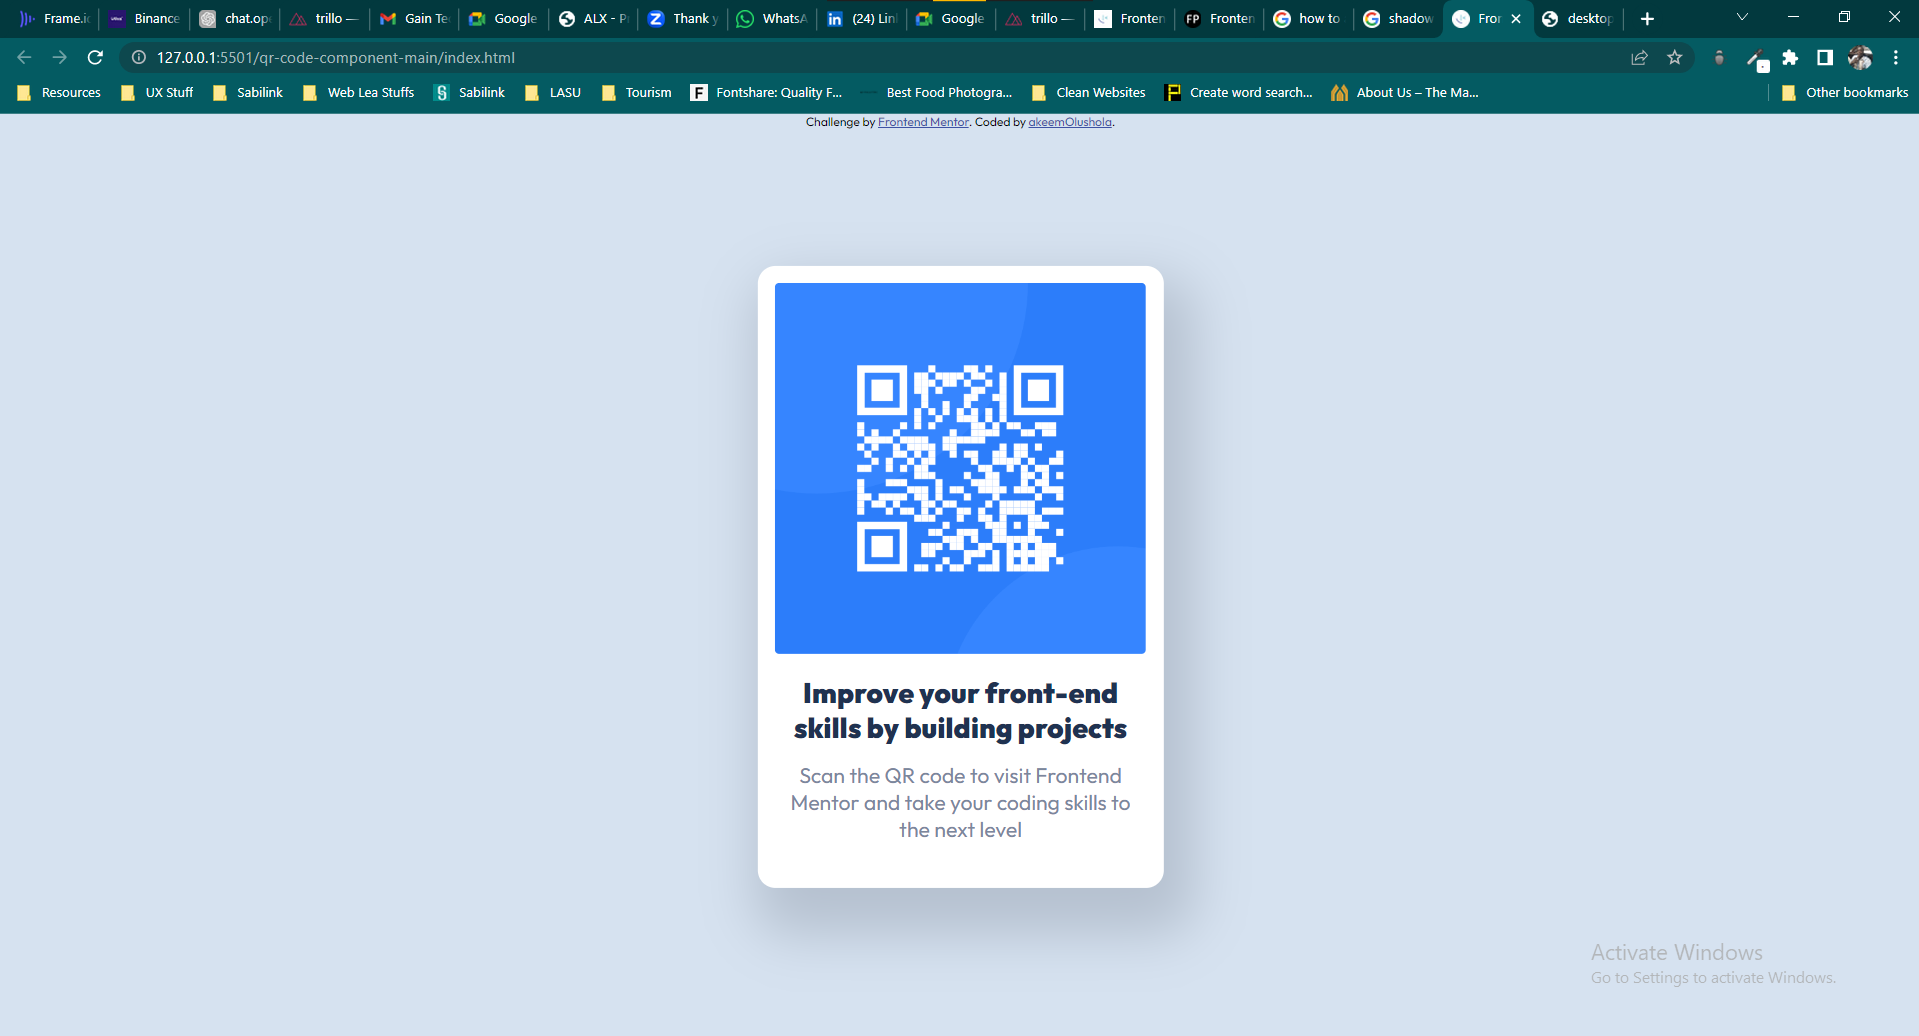 Frame.i
Binance
chat.op
trillo —
Gain Te
Google
ALX - P
Thank y
WhatsA
(24) Lin
Google
trillo —
Fronten
Fronten
how to
shadow
Fron
desktop
127.0.0.1:5501/qr-code-component-main/index.html
Resources
UX Stuff
Sabilink
Web Lea Stuffs
Sabilink
LASU
Tourism
Fontshare: Quality F...
Best Food Photogra...
Clean Websites
Create word search...
About Us – The Ma...
Other bookmarks
Challenge by Frontend Mentor. Coded by akeemOlushola.
Improve your front-end
skills by building projects
Scan the QR code to visit Frontend
Mentor and take your coding skills to
the next level
Activate Windows
Go to Settings to activate Windows.